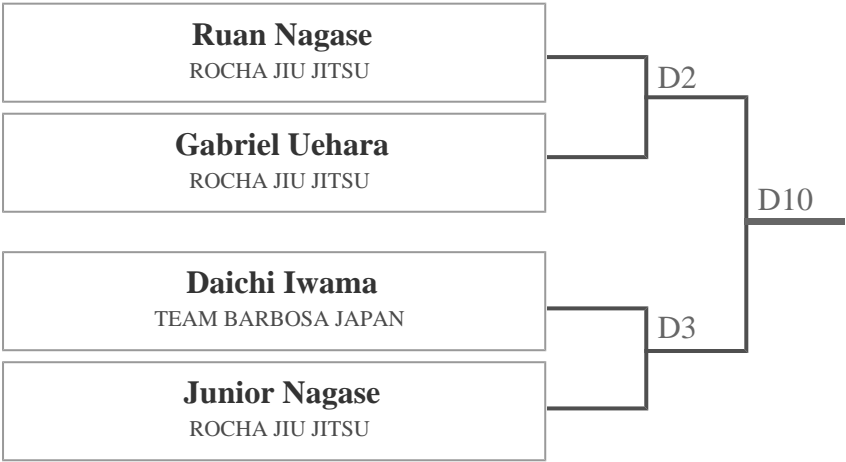 Ruan Nagase
ROCHA JIU JITSU
D2
Gabriel Uehara
ROCHA JIU JITSU
D10
Daichi Iwama
TEAM BARBOSA JAPAN
D3
Junior Nagase
ROCHA JIU JITSU